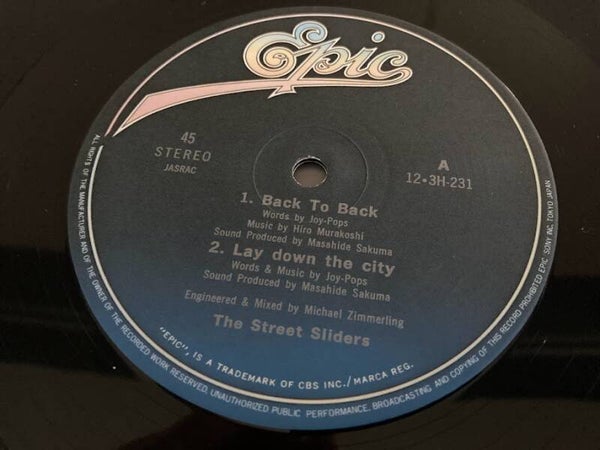 Epic
45
STEREO
JASRAC
A
12•3H-231
1. Back To Back
Words by Joy-Pops
Music by Hiro Murakoshi
Sound Produced by Masahide Sakuma
2. Lay down the city
Words & Music by Joy-Pops
Sound Produced by Masahide Sakuma
Engineered & Mixed by Michael Zimmerling
The Street Sliders
"EPIC", IS A TRADEMARK OF CBS INC./MARCA REG.
ALL RIGHTS OF THE MANUFACTURER AND OF THE OWNER OF THE RECORDED WORK RESERVED. UNAUTHORIZED PUBLIC PERFORMANCE, BROADCASTING AND COPYING OF THIS RECORD PROHIBITED EPIC SONY INC. TOKYO JAPAN